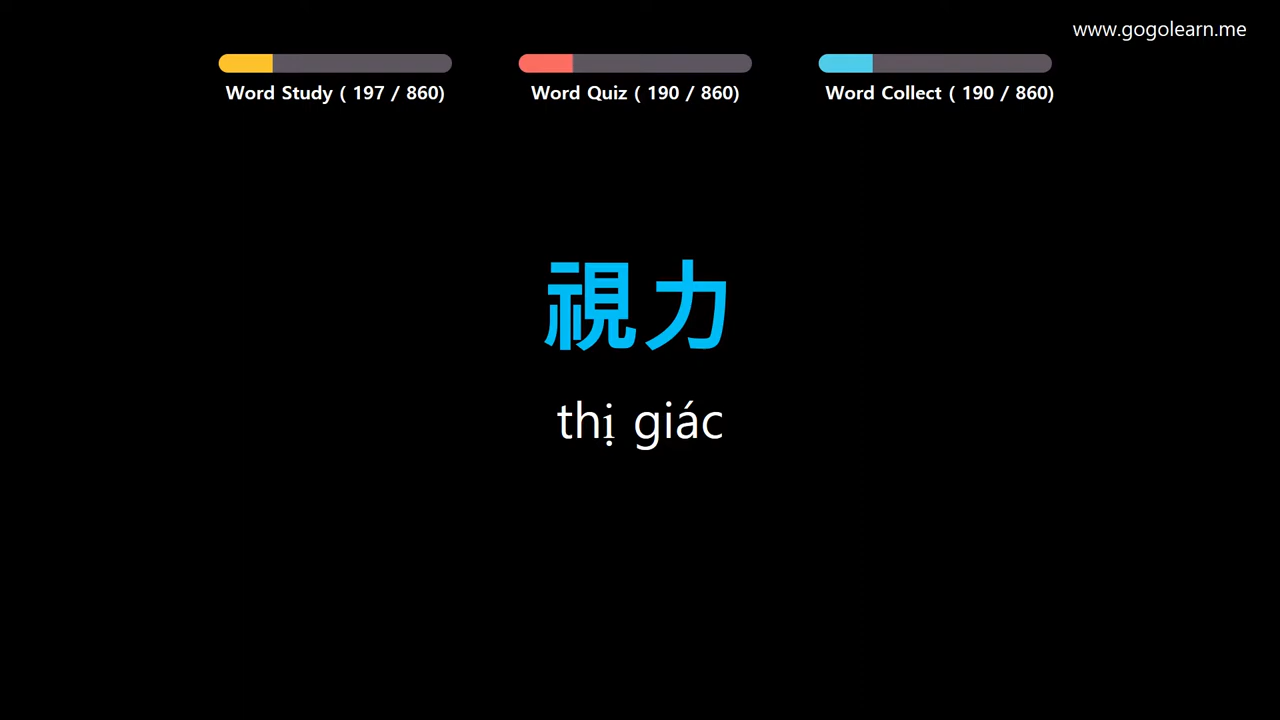 www.gogolearn.me
Word Study ( 197 / 860)
Word Quiz ( 190 / 860)
Word Collect ( 190 / 860)
視力
thị giác